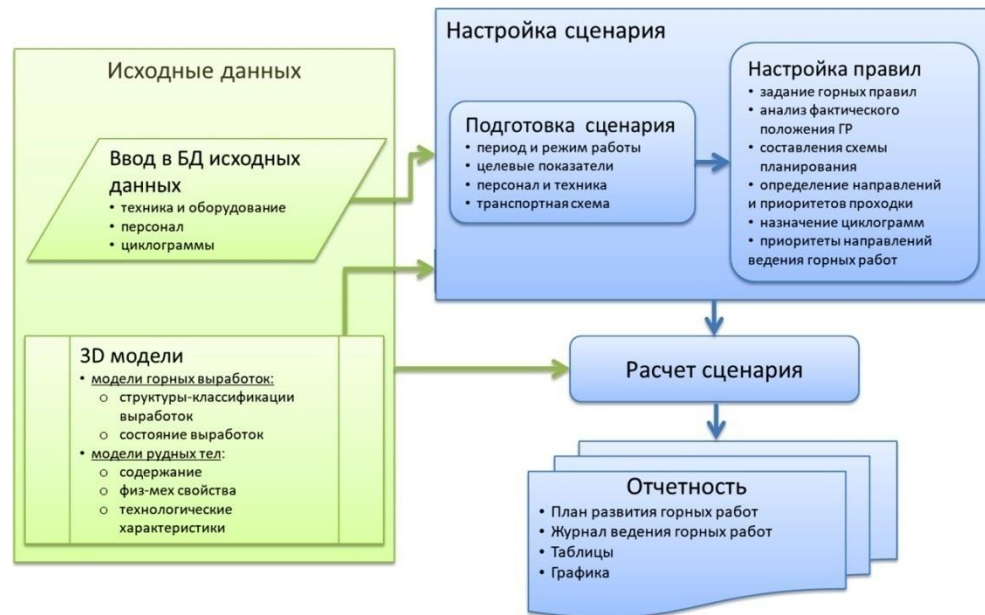 Исходные данные
Ввод в БД исходных
данных
• техника и оборудование
• персонал
• циклограммы
3D модели
• модели горных выработок:
o структуры-классификации
выработок
o состояние выработок
• модели рудных тел:
o содержание
o физ-мех свойства
o технологические
характеристики
Настройка сценария
Подготовка сценария
• период и режим работы
• целевые показатели
• персонал и техника
• транспортная схема
Настройка правил
• задание горных правил
• анализ фактического
положения ГР
• составления схемы
планирования
• определение направлений
и приоритетов проходки
• назначение циклограмм
• приоритеты направлений
ведения горных работ
Расчет сценария
Отчетность
• План развития горных работ
• Журнал ведения горных работ
• Таблицы
• Графика